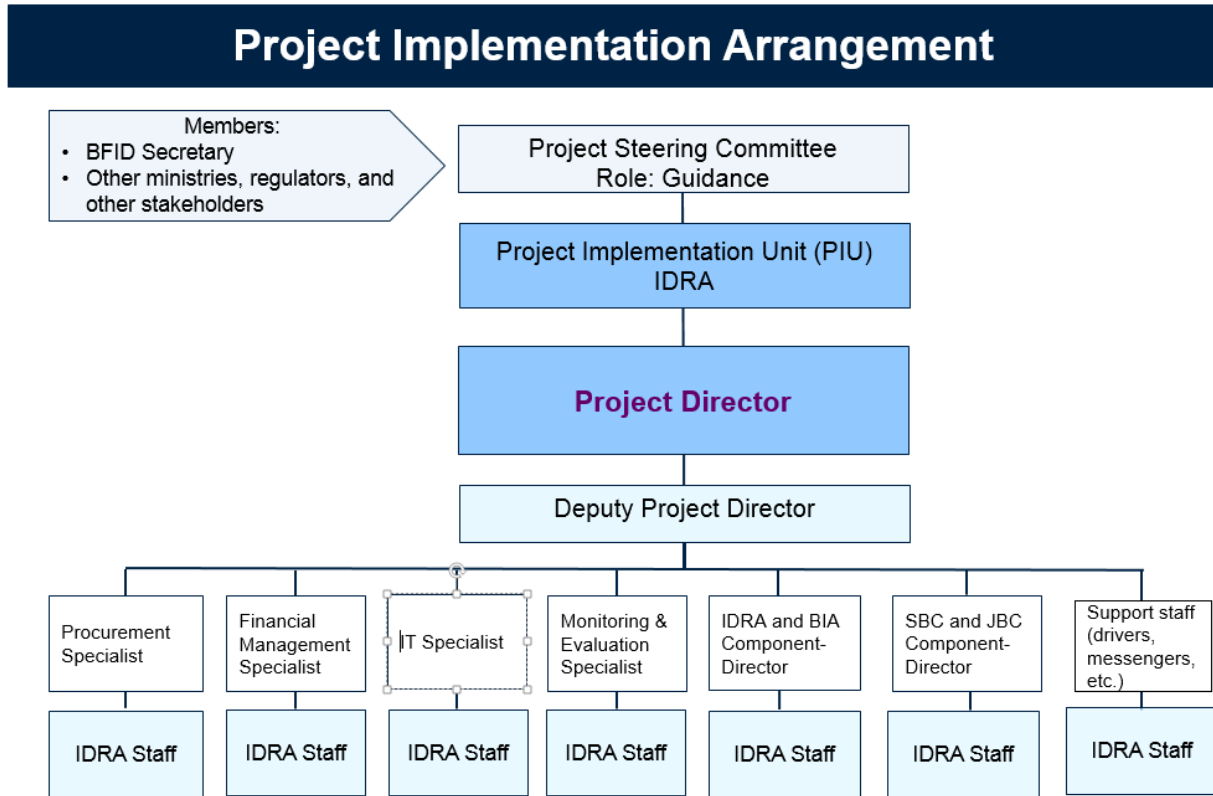 Project Implementation Arrangement
Members:
• BFID Secretary
• Other ministries, regulators, and
other stakeholders
Project Steering Committee
Role: Guidance
Project Implementation Unit (PIU)
IDRA
Project Director
Deputy Project Director
Procurement
Specialist
Financial
Management
Specialist
IT Specialist
Monitoring &
Evaluation
Specialist
IDRA and BIA
Component-
Director
SBC and JBC
Component-
Director
Support staff
(drivers,
messengers,
etc.)
IDRA Staff
IDRA Staff
IDRA Staff
IDRA Staff
IDRA Staff
IDRA Staff
IDRA Staff